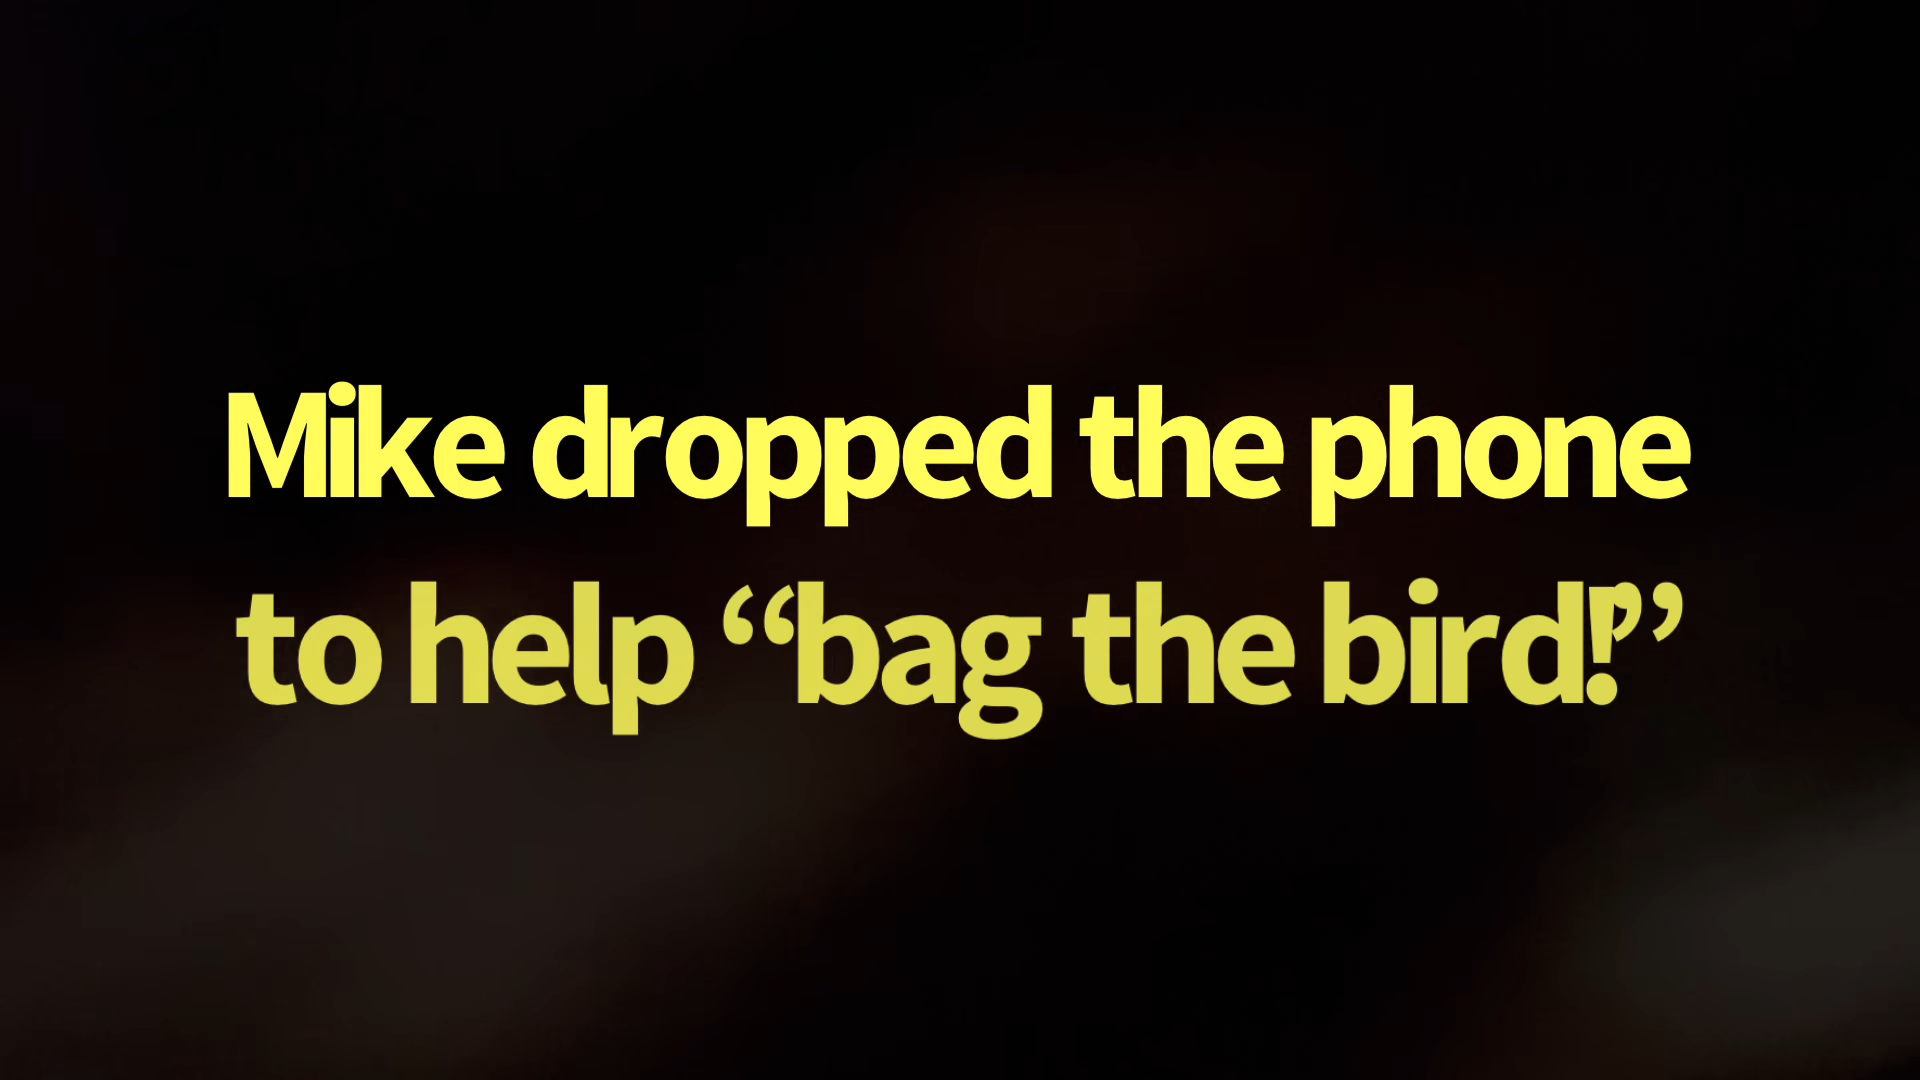 Mike dropped the phone
to help “bag the bird!”